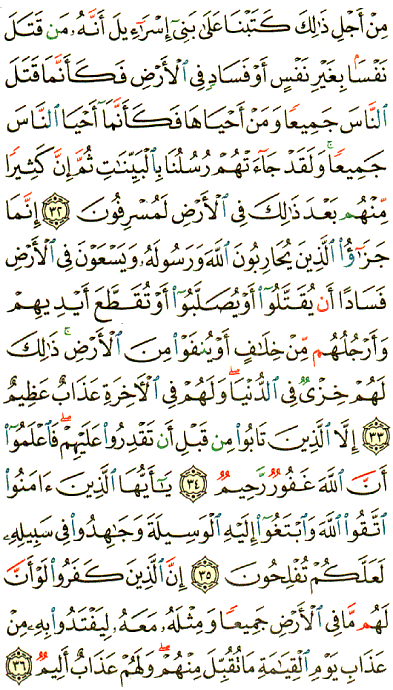 مِنْ أَجْلِ ذَٰلِكَ كَتَبْنَا عَلَىٰ بَنِىٓ إِسْرَٰٓءِيلَ أَنَّهُۥ مَن قَتَلَ
نَفْسًۢا بِغَيْرِ نَفْسٍ أَوْ فَسَادٍ فِى ٱلْأَرْضِ فَكَأَنَّمَا قَتَلَ
ٱلنَّاسَ جَمِيعًا وَمَنْ أَحْيَاهَا فَكَأَنَّمَآ أَحْيَا ٱلنَّاسَ
جَمِيعًا ۚ وَلَقَدْ جَآءَتْهُمْ رُسُلُنَا بِٱلْبَيِّنَـٰتِ ثُمَّ إِنَّ كَثِيرًا
مِّنْهُم بَعْدَ ذَٰلِكَ فِى ٱلْأَرْضِ لَمُسْرِفُونَ ٣٢ إِنَّمَا
جَزَٰٓؤُا۟ ٱلَّذِينَ يُحَارِبُونَ ٱللَّهَ وَرَسُولَهُۥ وَيَسْعَوْنَ فِى ٱلْأَرْضِ
فَسَادًا أَن يُقَتَّلُوٓا۟ أَوْ يُصَلَّبُوٓا۟ أَوْ تُقَطَّعَ أَيْدِيهِمْ
وَأَرْجُلُهُم مِّنْ خِلَـٰفٍ أَوْ يُنفَوْا۟ مِنَ ٱلْأَرْضِ ۚ ذَٰلِكَ
لَهُمْ خِزْىٌ فِى ٱلدُّنْيَا ۖ وَلَهُمْ فِى ٱلْـَٔاخِرَةِ عَذَابٌ عَظِيمٌ
٣٣ إِلَّا ٱلَّذِينَ تَابُوا۟ مِن قَبْلِ أَن تَقْدِرُوا۟ عَلَيْهِمْ ۖ فَٱعْلَمُوٓا۟
أَنَّ ٱللَّهَ غَفُورٌ رَّحِيمٌ ٣٤ يَـٰٓأَيُّهَا ٱلَّذِينَ ءَامَنُوا۟
ٱتَّقُوا۟ ٱللَّهَ وَٱبْتَغُوٓا۟ إِلَيْهِ ٱلْوَسِيلَةَ وَجَـٰهِدُوا۟ فِى سَبِيلِهِۦ
لَعَلَّكُمْ تُفْلِحُونَ ٣٥ إِنَّ ٱلَّذِينَ كَفَرُوا۟ لَوْ أَنَّ
لَهُم مَّا فِى ٱلْأَرْضِ جَمِيعًا وَمِثْلَهُۥ مَعَهُۥ لِيَفْتَدُوا۟ بِهِۦ مِنْ
عَذَابِ يَوْمِ ٱلْقِيَـٰمَةِ مَا تُقُبِّلَ مِنْهُمْ ۖ وَلَهُمْ عَذَابٌ أَلِيمٌ ٣٦